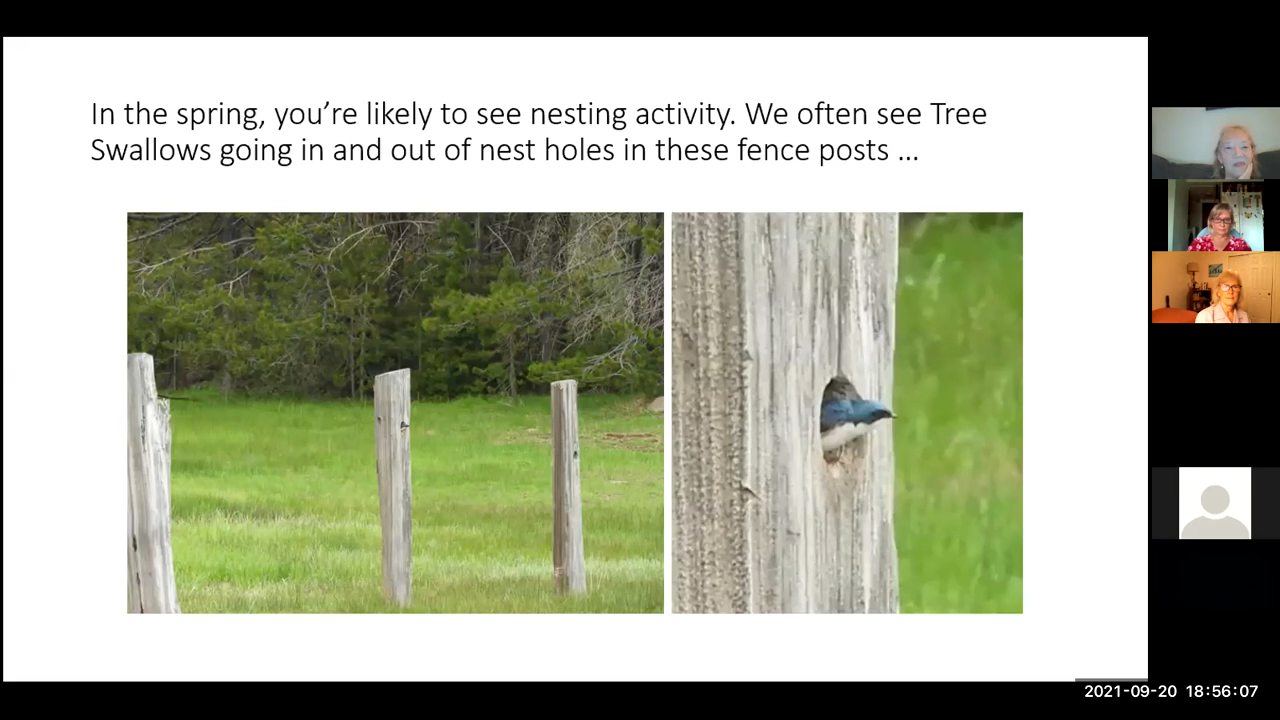 In the spring, you’re likely to see nesting activity. We often see Tree
Swallows going in and out of nest holes in these fence posts …
2021-09-20 18:56:07